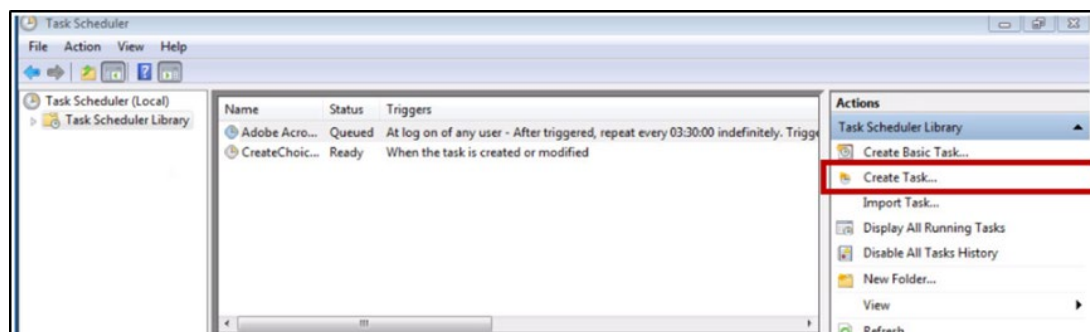 Task Scheduler
File Action View Help
Task Scheduler (Local)
Task Scheduler Library
Name Status Triggers
Adobe Acro... Queued At log on of any user - After triggered, repeat every 03:30:00 indefinitely. Trigge
CreateChoic... Ready When the task is created or modified
Actions
Task Scheduler Library
Create Basic Task...
Create Task...
Import Task...
Display All Running Tasks
Disable All Tasks History
New Folder...
View
Refresh